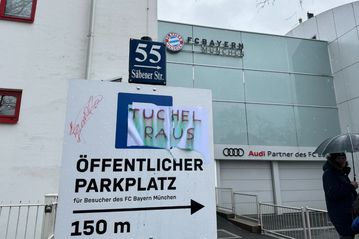 55
Säbener Str.
FC BAYERN
MÜNCHEN
TUCHEL
RAUS
Audi Partner des FC B
ÖFFENTLICHER
PARKPLATZ
für Besucher des FC Bayern München
150 m